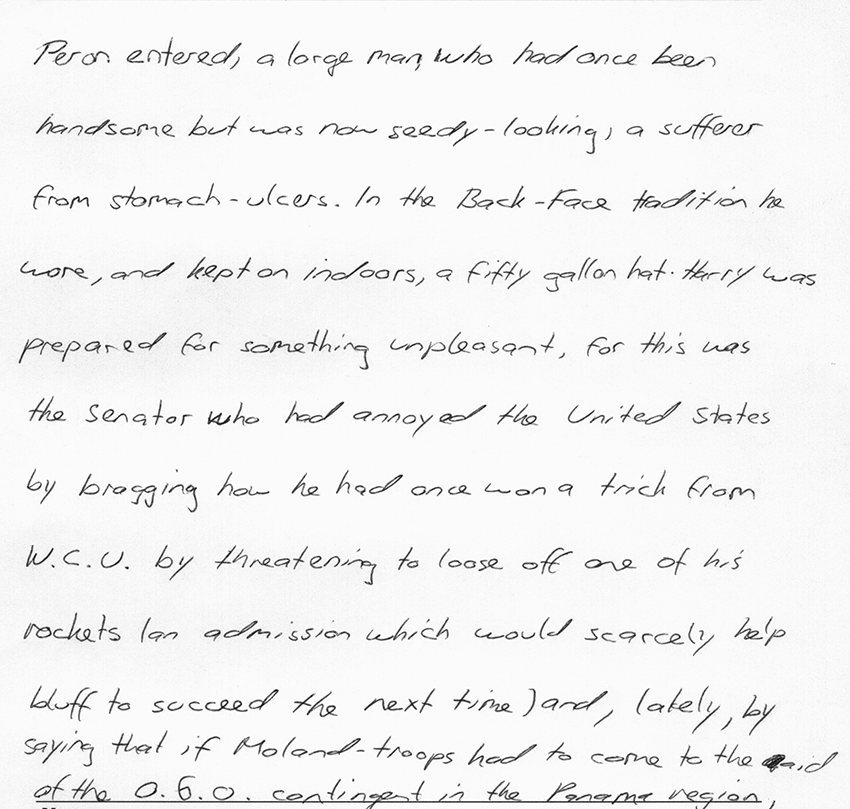 Peron entered, a large man, who had once been
handsome but was now seedy-looking, a sufferer
from stomach-ulcers. In the Back-Face tradition he
wore, and kept on indoors, a fifty gallon hat. Harry was
prepared for something unpleasant, for this was
the senator who had annoyed the United States
by bragging how he had once won a trick from
W.C.U. by threatening to loose off one of his
rockets (an admission which would scarcely help
bluff to succeed the next time) and, lately, by
saying that if Moland-troops had to come to the aid
of the O.G.O. contingent in the Panama region,